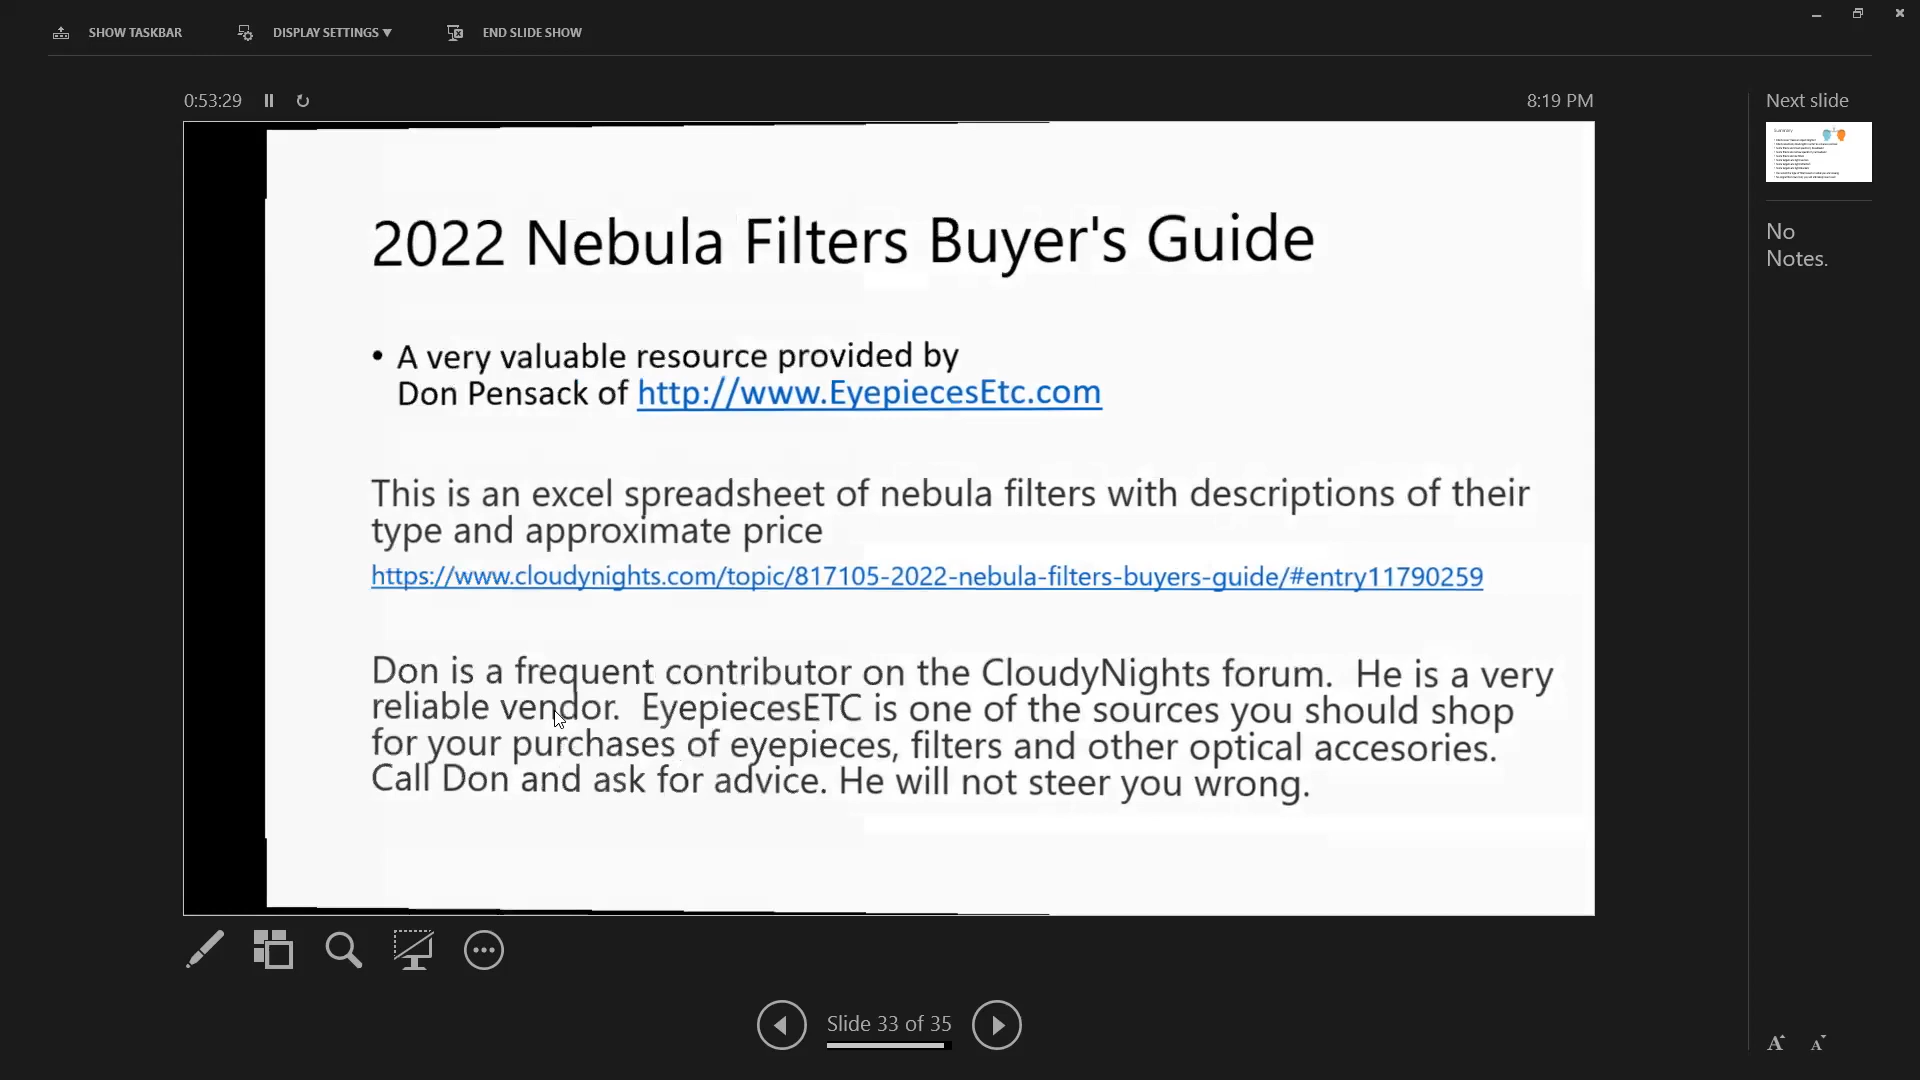 SHOW TASKBAR
DISPLAY SETTINGS ▼
END SLIDE SHOW
0:53:29
8:19 PM
Next slide
2022 Nebula Filters Buyer's Guide
• A very valuable resource provided by
Don Pensack of http://www.EyepiecesEtc.com
This is an excel spreadsheet of nebula filters with descriptions of their
type and approximate price
https://www.cloudynights.com/topic/817105-2022-nebula-filters-buyers-guide/#entry11790259
Don is a frequent contributor on the CloudyNights forum.  He is a very
reliable vendor.  EyepiecesETC is one of the sources you should shop
for your purchases of eyepieces, filters and other optical accesories.
Call Don and ask for advice. He will not steer you wrong.
Summary
No
Notes.
Slide 33 of 35
A A